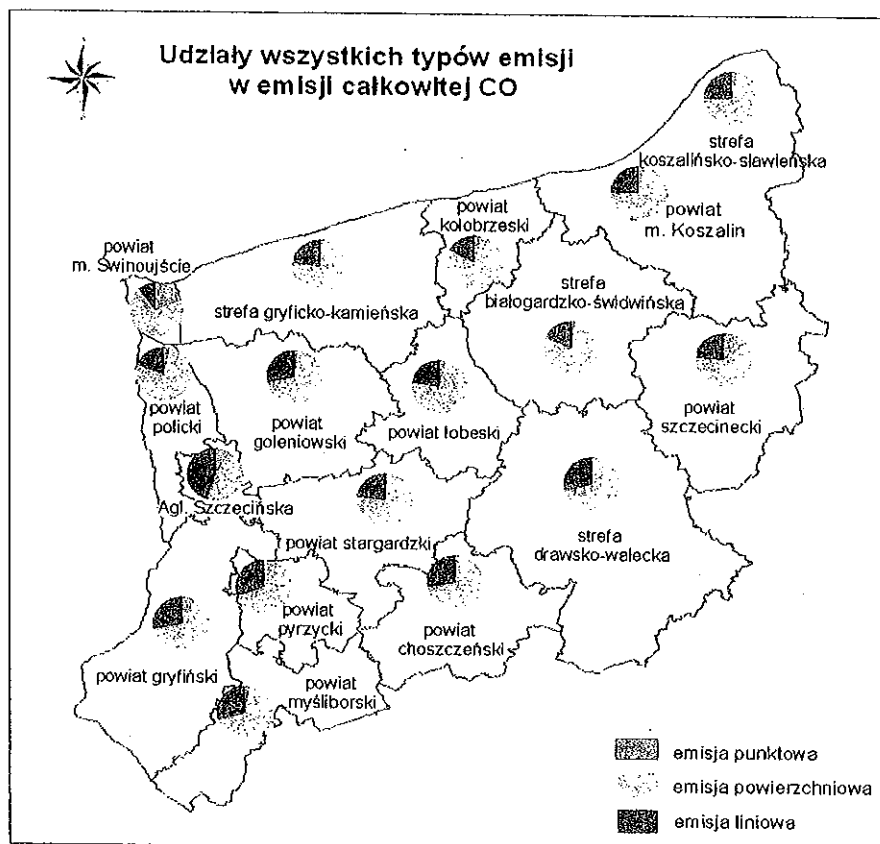 Udziały wszystkich typów emisji
w emisji całkowitej CO
strefa
koszalińsko-sławieńska
powiat
m. Koszalin
powiat
kołobrzeski
powiat
m. Świnoujście
strefa gryficko-kamieńska
strefa
białogardzko-świdwińska
powiat
policki
powiat
goleniowski
powiat łobeski
powiat
szczecinecki
Agl. Szczecińska
powiat stargardzki
strefa
drawsko-wałecka
powiat
pyrzycki
powiat
choszczeński
powiat gryfiński
powiat
myśliborski
emisja punktowa
emisja powierzchniowa
emisja liniowa